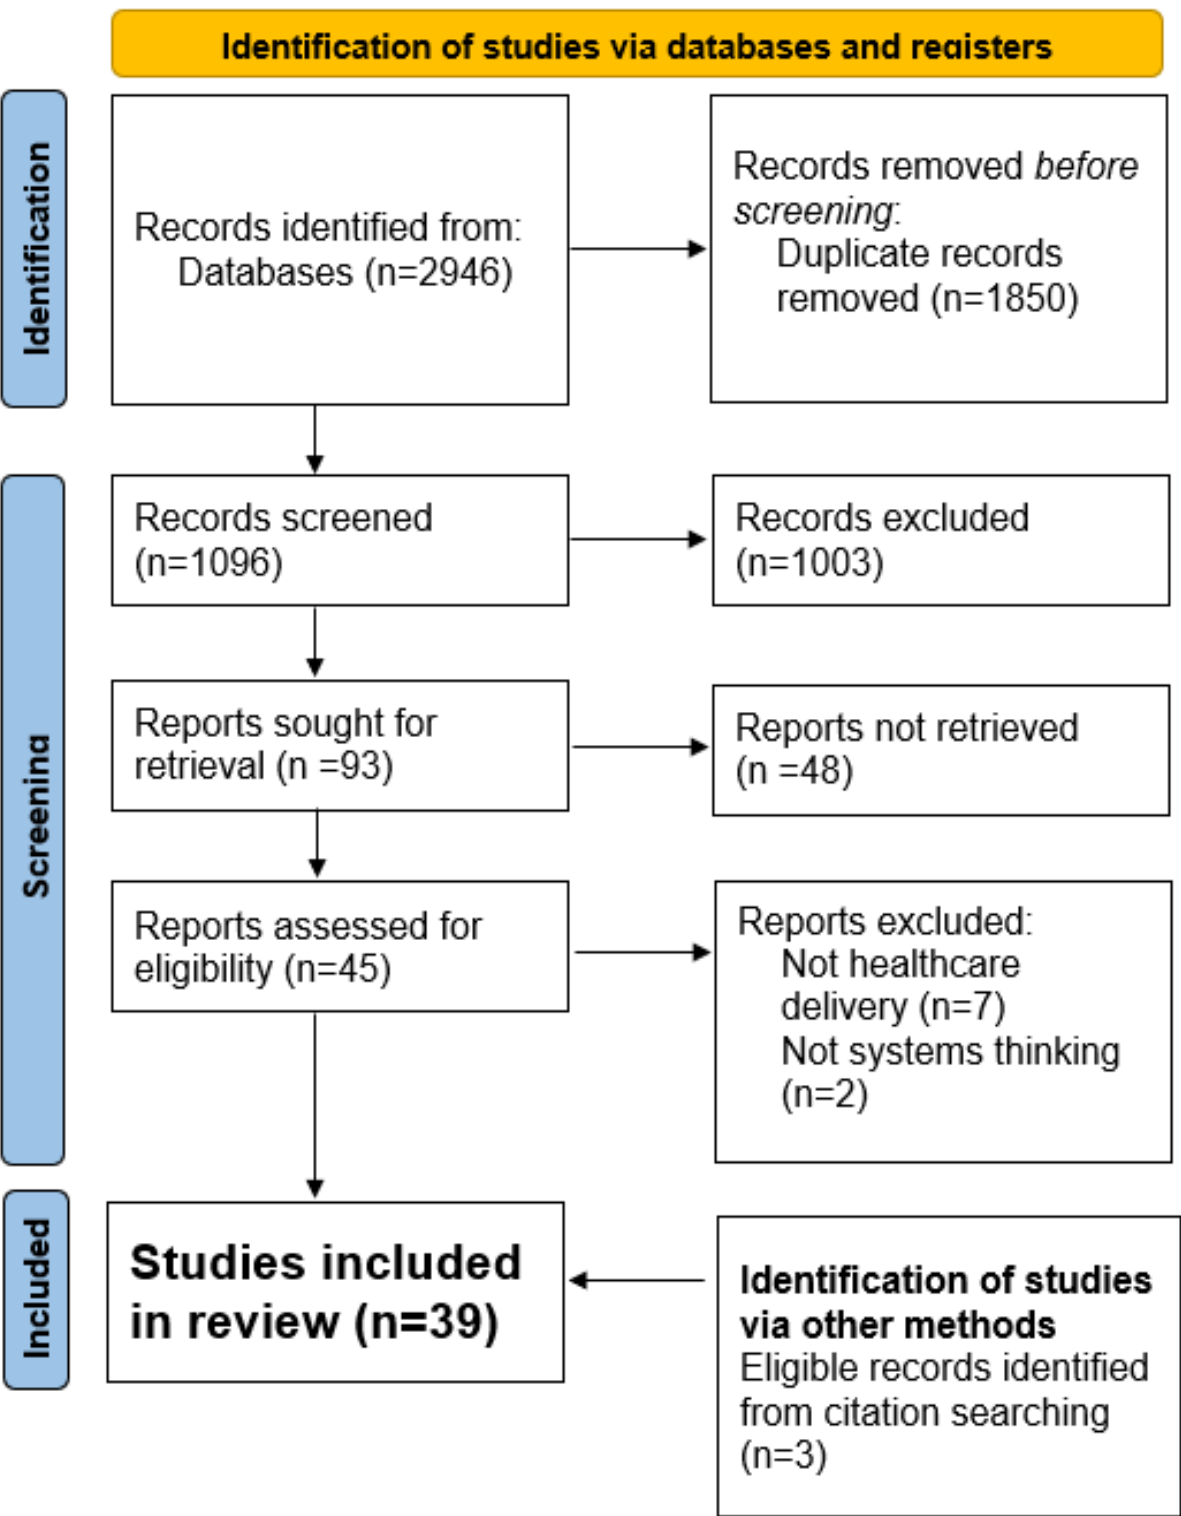 Identification of studies via databases and registers
Identification
Records identified from:
Databases (n=2946)
Records removed before
screening:
Duplicate records
removed (n=1850)
Screening
Records screened
(n=1096)
Records excluded
(n=1003)
Reports sought for
retrieval (n =93)
Reports not retrieved
(n =48)
Reports assessed for
eligibility (n=45)
Reports excluded:
Not healthcare
delivery (n=7)
Not systems thinking
(n=2)
Included
Studies included
in review (n=39)
Identification of studies
via other methods
Eligible records identified
from citation searching
(n=3)